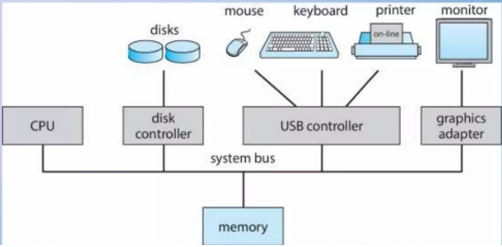 mouse
keyboard
printer
monitor
disks
on-line
CPU
disk
controller
USB controller
graphics
adapter
system bus
memory